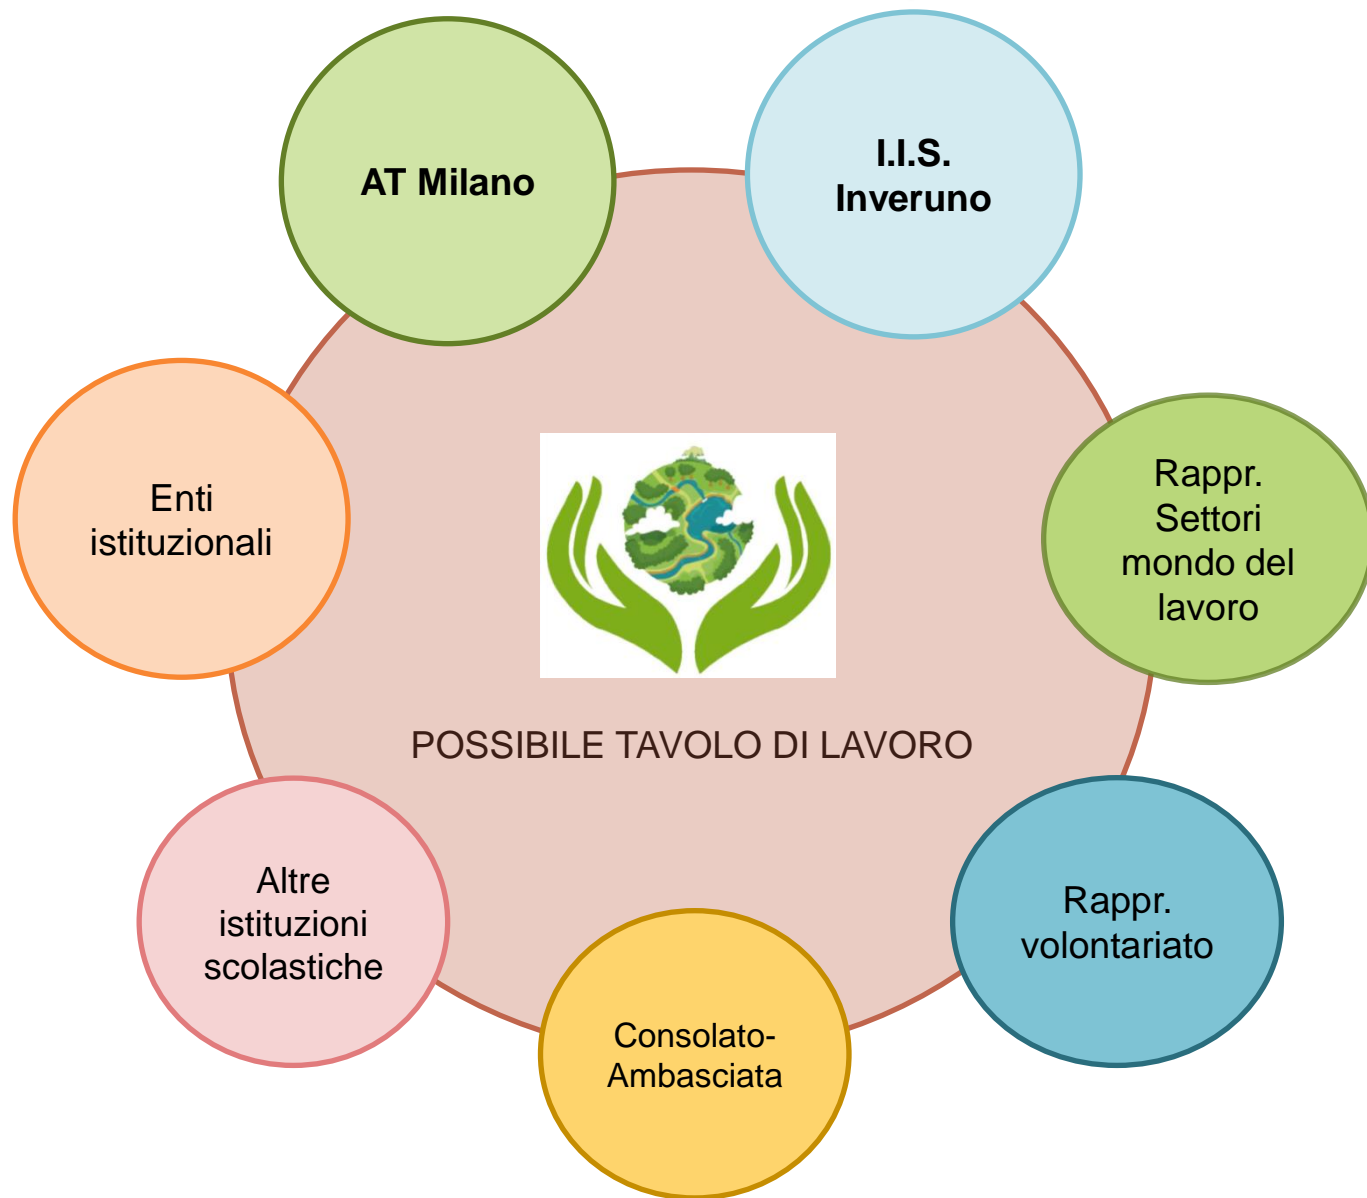 AT Milano
I.I.S.
Inveruno
Enti
istituzionali
Rappr.
Settori
mondo del
lavoro
POSSIBILE TAVOLO DI LAVORO
Altre
istituzioni
scolastiche
Rappr.
volontariato
Consolato-
Ambasciata